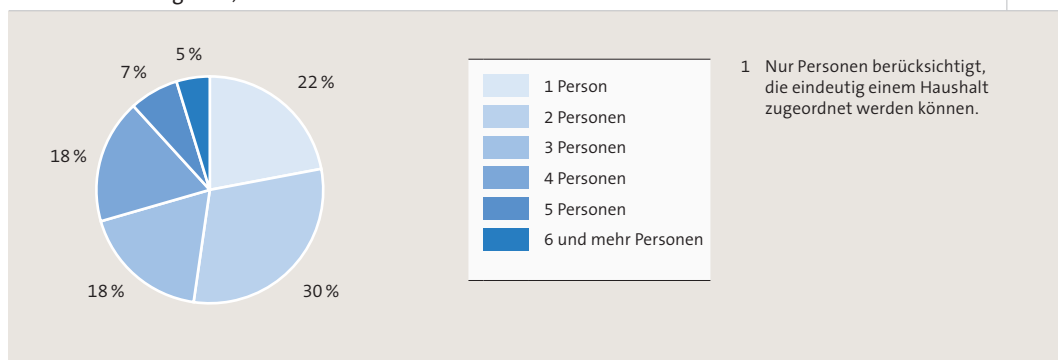 5 %
7 %
22 %
18 %
18 %
30 %
1 Person
2 Personen
3 Personen
4 Personen
5 Personen
6 und mehr Personen
1 Nur Personen berücksichtigt,
die eindeutig einem Haushalt
zugeordnet werden können.